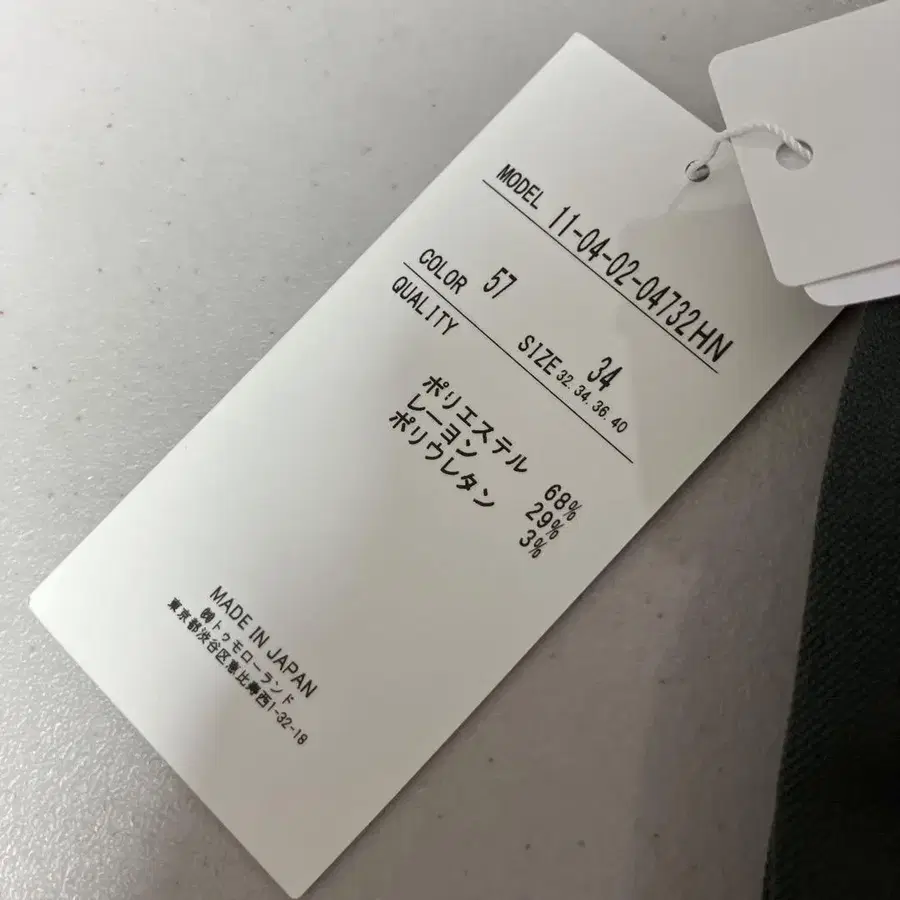 MODEL 11-04-02-04732HN
COLOR 57 SIZE 34
32.34.36.40
QUALITY
ポリエステル 68%
レーヨン 29%
ポリウレタン 3%
MADE IN JAPAN
㈱トゥモローランド
東京都渋谷区恵比寿西1-32-18